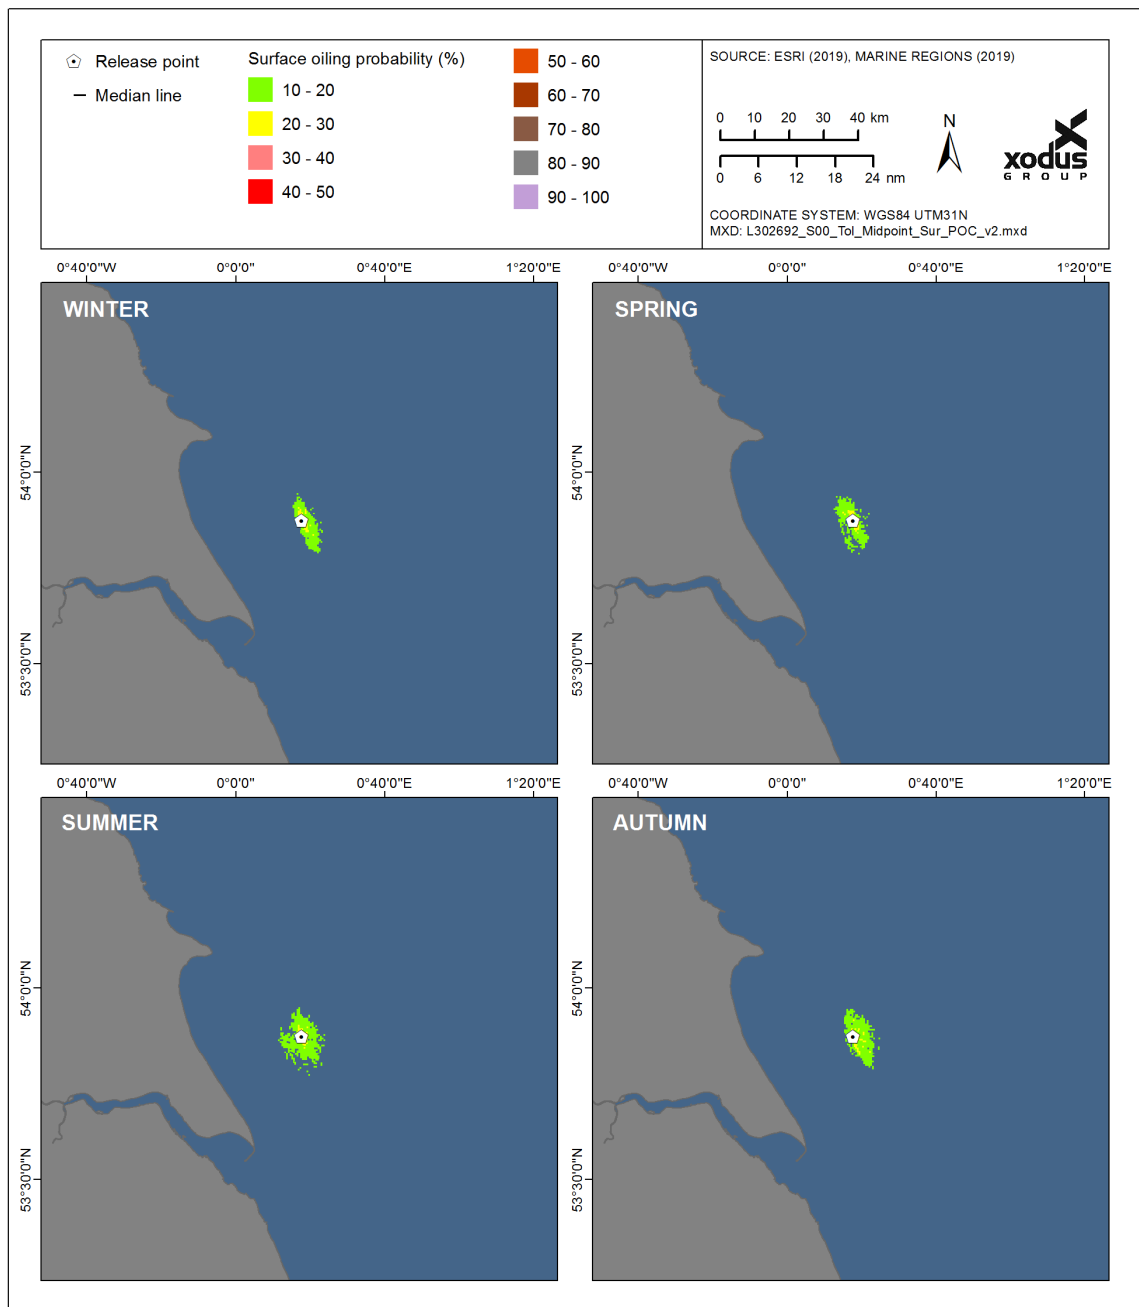 Release point
Median line
Surface oiling probability (%)
10 - 20
20 - 30
30 - 40
40 - 50
50 - 60
60 - 70
70 - 80
80 - 90
90 - 100
SOURCE: ESRI (2019), MARINE REGIONS (2019)
0 10 20 30 40 km
0 6 12 18 24 nm
N
xodus
GROUP
COORDINATE SYSTEM: WGS84 UTM31N
MXD: L302692_S00_Tol_Midpoint_Sur_POC_v2.mxd
0°40'0"W 0°0'0" 0°40'0"E 1°20'0"E
WINTER
54°0'0"N
53°30'0"N
0°40'0"W 0°0'0" 0°40'0"E 1°20'0"E
SPRING
54°0'0"N
53°30'0"N
0°40'0"W 0°0'0" 0°40'0"E 1°20'0"E
SUMMER
54°0'0"N
53°30'0"N
0°40'0"W 0°0'0" 0°40'0"E 1°20'0"E
AUTUMN
54°0'0"N
53°30'0"N